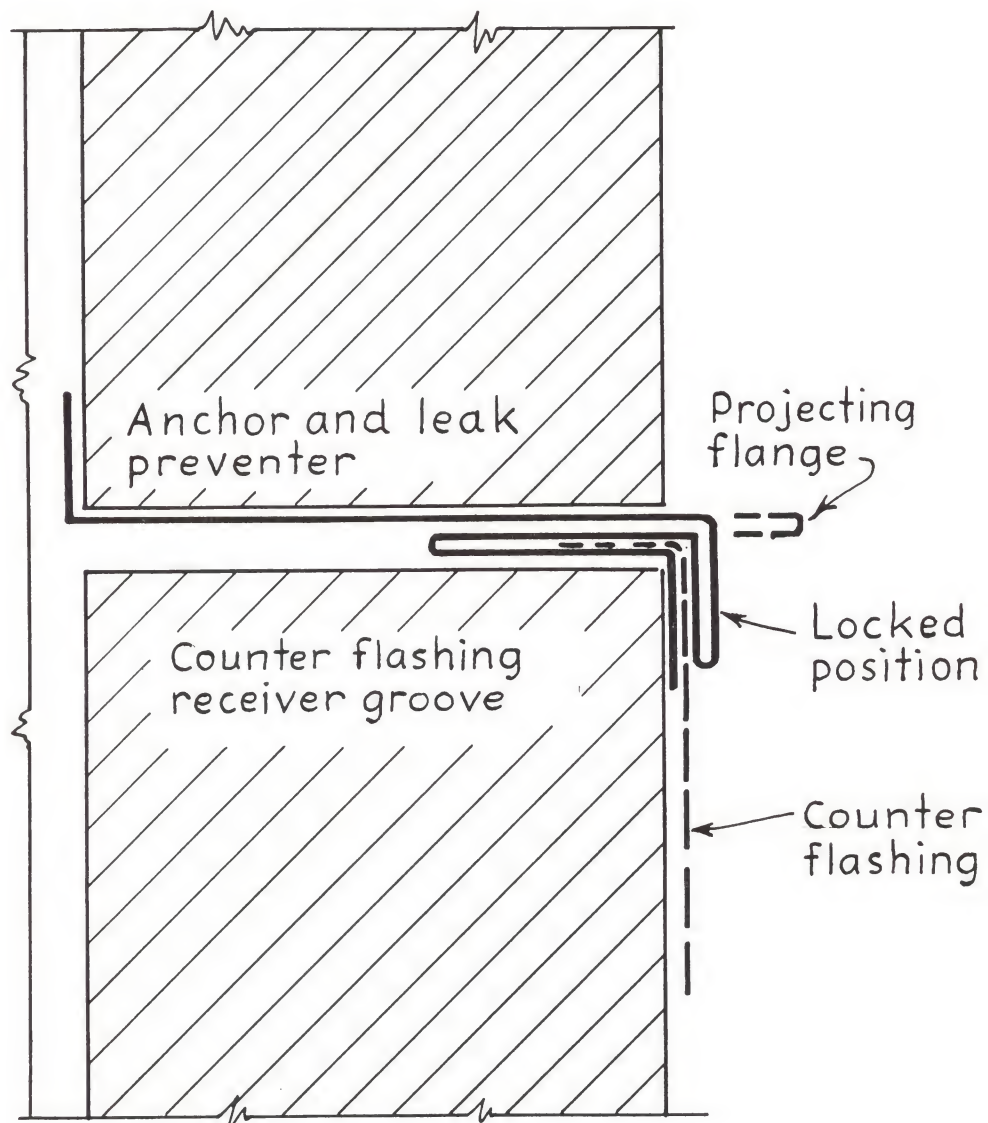 Anchor and leak
preventer
Projecting
flange
Counter flashing
receiver groove
Locked
position
Counter
flashing